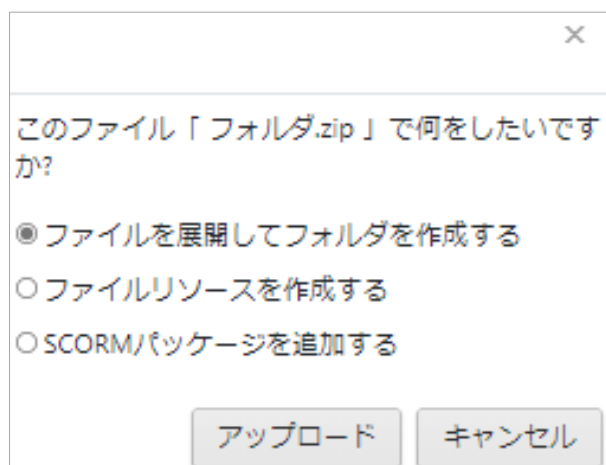 ×
このファイル「 フォルダ.zip 」で何をしたいです
か?
ファイルを展開してフォルダを作成する
ファイルリソースを作成する
SCORMパッケージを追加する
アップロード キャンセル